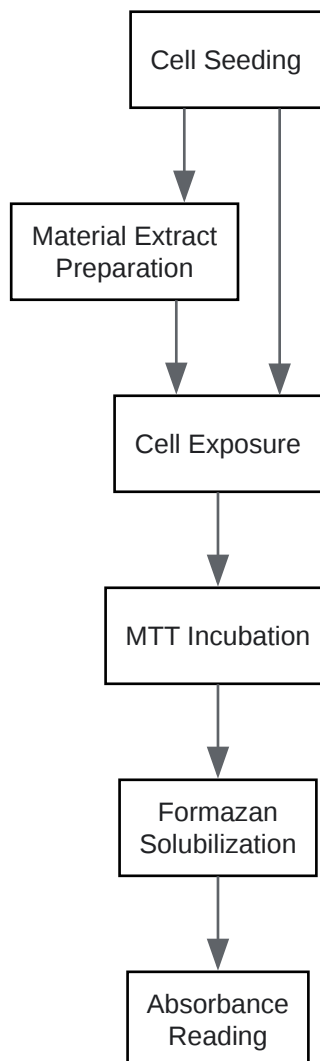 Cell Seeding
Material Extract
Preparation
Cell Exposure
MTT Incubation
Formazan
Solubilization
Absorbance
Reading